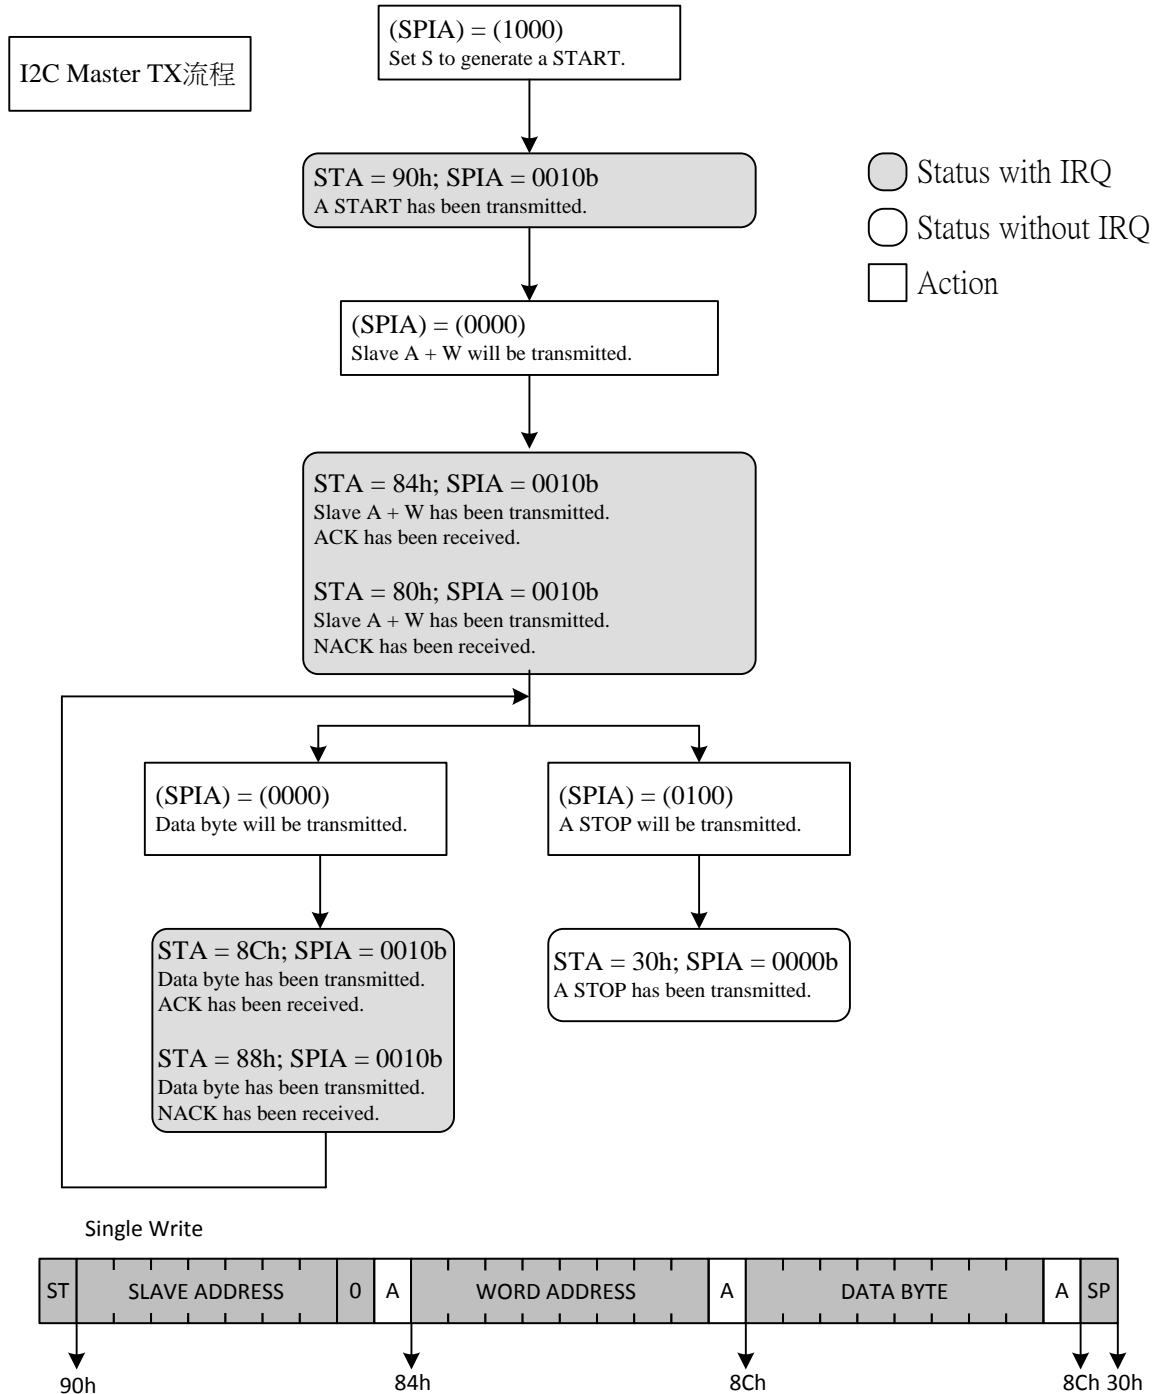 I2C Master TX流程
(SPIA) = (1000)
Set S to generate a START.
STA = 90h; SPIA = 0010b
A START has been transmitted.
Status with IRQ
Status without IRQ
Action
(SPIA) = (0000)
Slave A + W will be transmitted.
STA = 84h; SPIA = 0010b
Slave A + W has been transmitted.
ACK has been received.
STA = 80h; SPIA = 0010b
Slave A + W has been transmitted.
NACK has been received.
(SPIA) = (0000)
Data byte will be transmitted.
(SPIA) = (0100)
A STOP will be transmitted.
STA = 8Ch; SPIA = 0010b
Data byte has been transmitted.
ACK has been received.
STA = 88h; SPIA = 0010b
Data byte has been transmitted.
NACK has been received.
STA = 30h; SPIA = 0000b
A STOP has been transmitted.
Single Write
ST SLAVE ADDRESS 0 A WORD ADDRESS A DATA BYTE A SP
90h 84h 8Ch 8Ch 30h